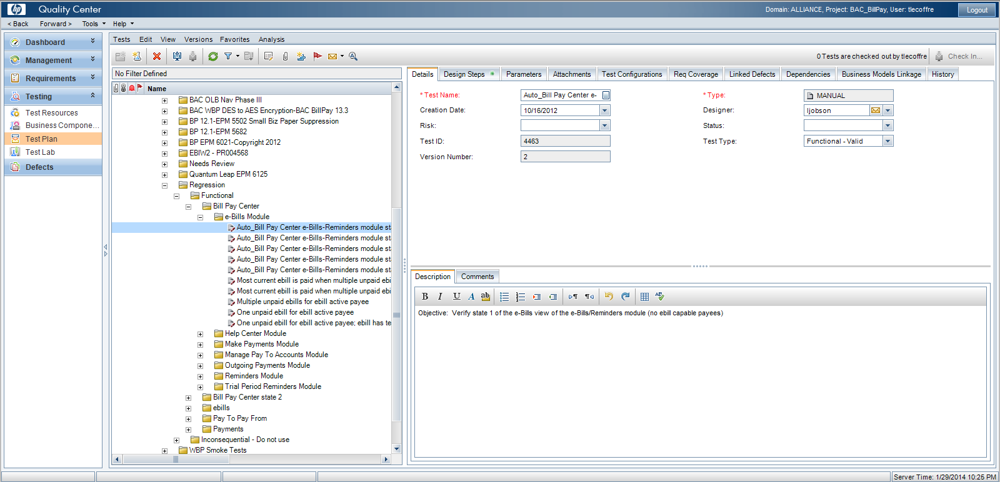 hp Quality Center
Domain: ALLIANCE, Project: BAC_BillPay, User: tlecoffre
Logout
< Back Forward > Tools Help
Dashboard
Management
Requirements
Testing
Test Resources
Business Compone...
Test Plan
Test Lab
Defects
Tests Edit View Versions Favorites Analysis
0 Tests are checked out by tlecoffre
Check In...
No Filter Defined
Name
BAC OLB Nav Phase III
BAC WBP DES to AES Encryption-BAC BillPay 13.3
BP 12.1-EPM 5502 Small Biz Paper Suppression
BP 12.1-EPM 5682
BP EPM 6021-Copyright 2012
EBIW2 - PR004568
Needs Review
Quantum Leap EPM 6125
Regression
Functional
Bill Pay Center
e-Bills Module
Auto_Bill Pay Center e-Bills-Reminders module st
Auto_Bill Pay Center e-Bills-Reminders module st
Auto_Bill Pay Center e-Bills-Reminders module st
Auto_Bill Pay Center e-Bills-Reminders module st
Auto_Bill Pay Center e-Bills-Reminders module st
Most current ebill is paid when multiple unpaid ebi
Most current ebill is paid when multiple unpaid ebi
Multiple unpaid ebills for ebill active payee
One unpaid ebill for ebill active payee
One unpaid ebill for ebill active payee; ebill has te
Help Center Module
Make Payments Module
Manage Pay To Accounts Module
Outgoing Payments Module
Reminders Module
Trial Period Reminders Module
Bill Pay Center state 2
ebills
Pay To Pay From
Payments
Inconsequential - Do not use
WBP Smoke Tests
Details Design Steps * Parameters Attachments Test Configurations Req Coverage Linked Defects Dependencies Business Models Linkage History
* Test Name: Auto_Bill Pay Center e- * Type: MANUAL
Creation Date: 10/16/2012 Designer: ljobson
Risk: Status:
Test ID: 4463 Test Type: Functional - Valid
Version Number: 2
Description Comments
B I U A ab
Objective: Verify state 1 of the e-Bills view of the e-Bills/Reminders module (no ebill capable payees)
Server Time: 1/29/2014 10:25 PM